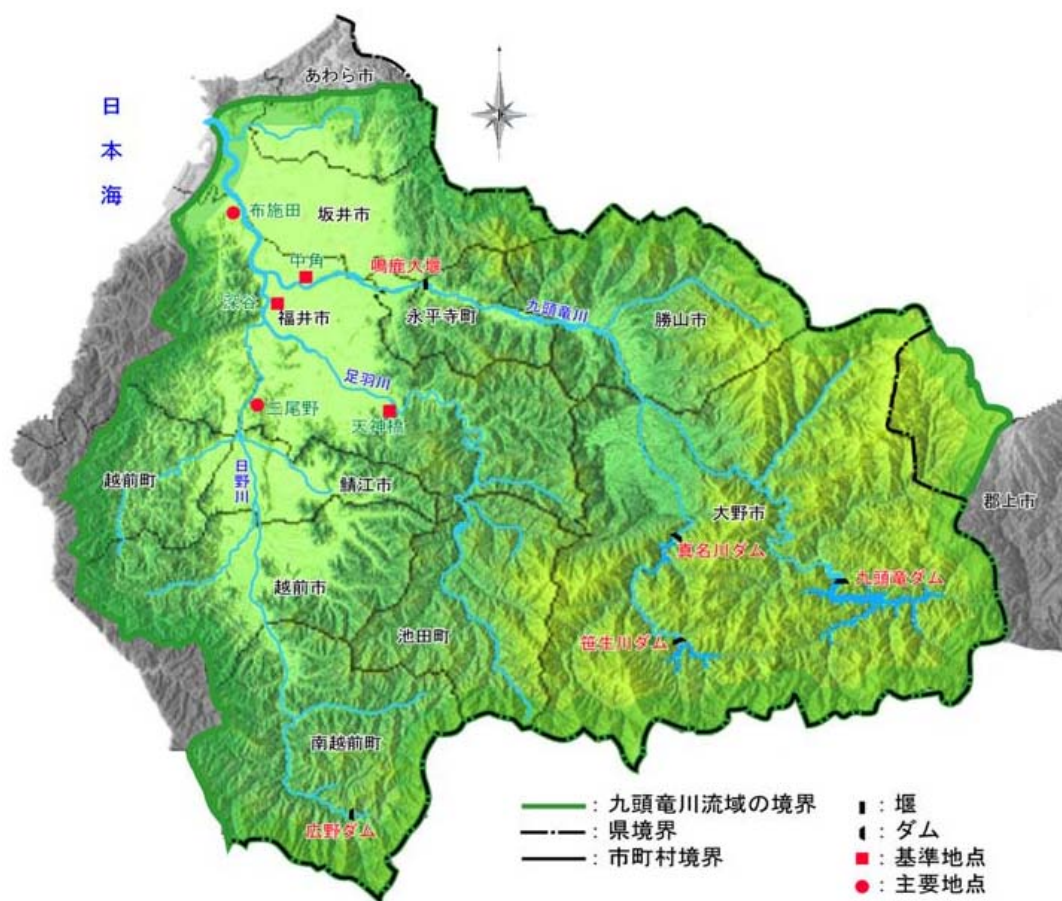 あわら市
日本海
布施田
坂井市
中角
鳴鹿大堰
深谷
福井市
永平寺町
九頭竜川
勝山市
足羽川
三尾野
天神橋
越前町
日野川
鯖江市
大野市
郡上市
真名川ダム
九頭竜ダム
越前市
池田町
笹生川ダム
南越前町
広野ダム
：九頭竜川流域の境界
：県境界
：市町村境界
：堰
：ダム
：基準地点
：主要地点